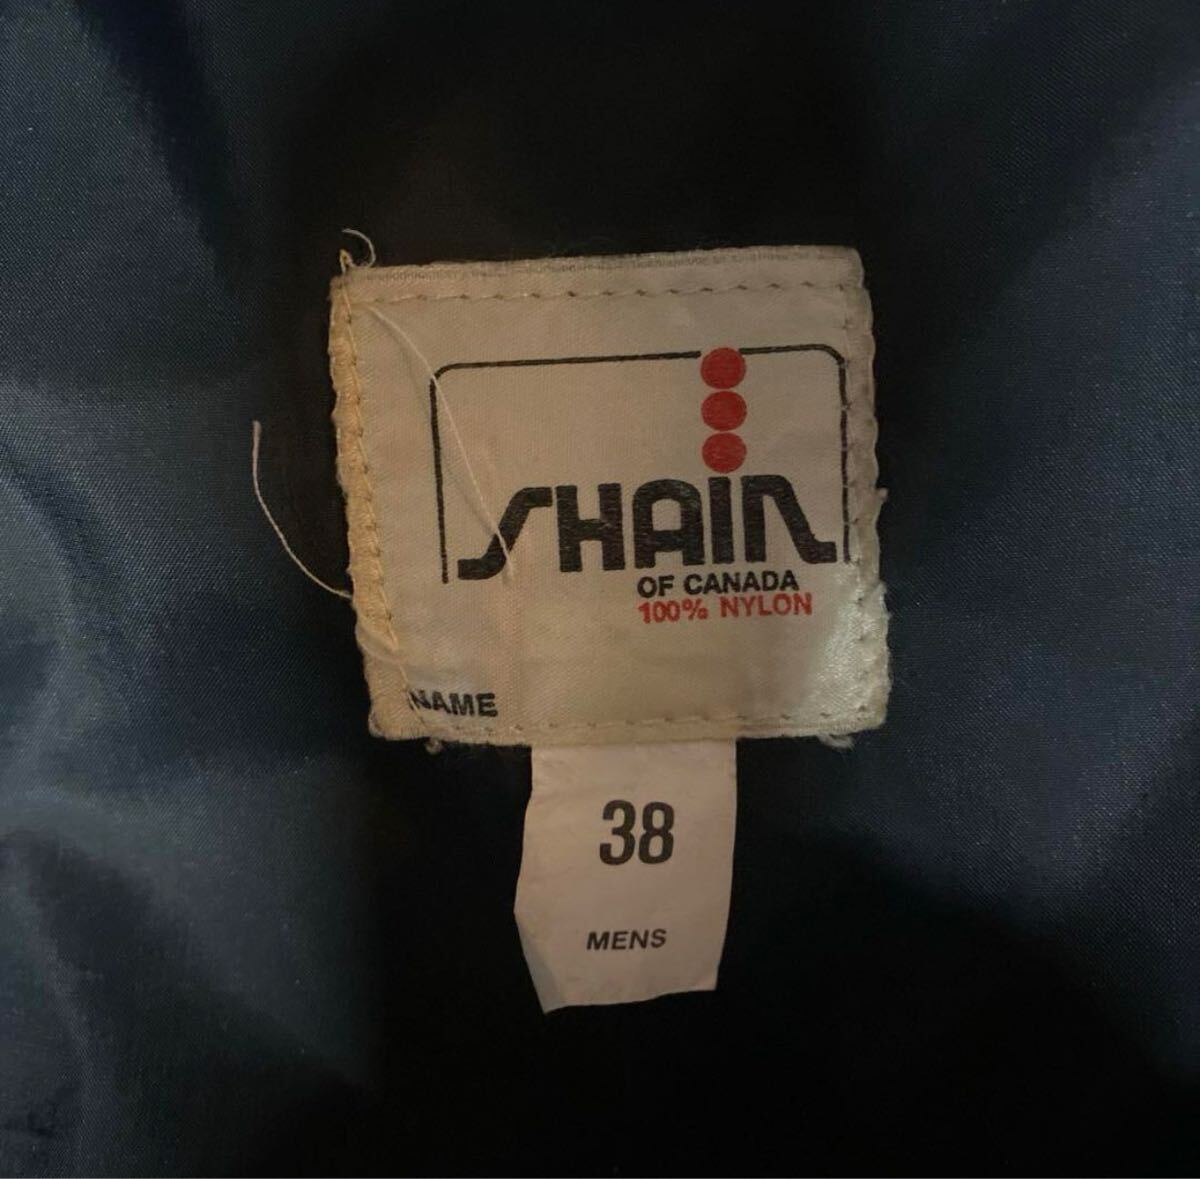 SHAIN
OF CANADA
100% NYLON
NAME
38
MENS